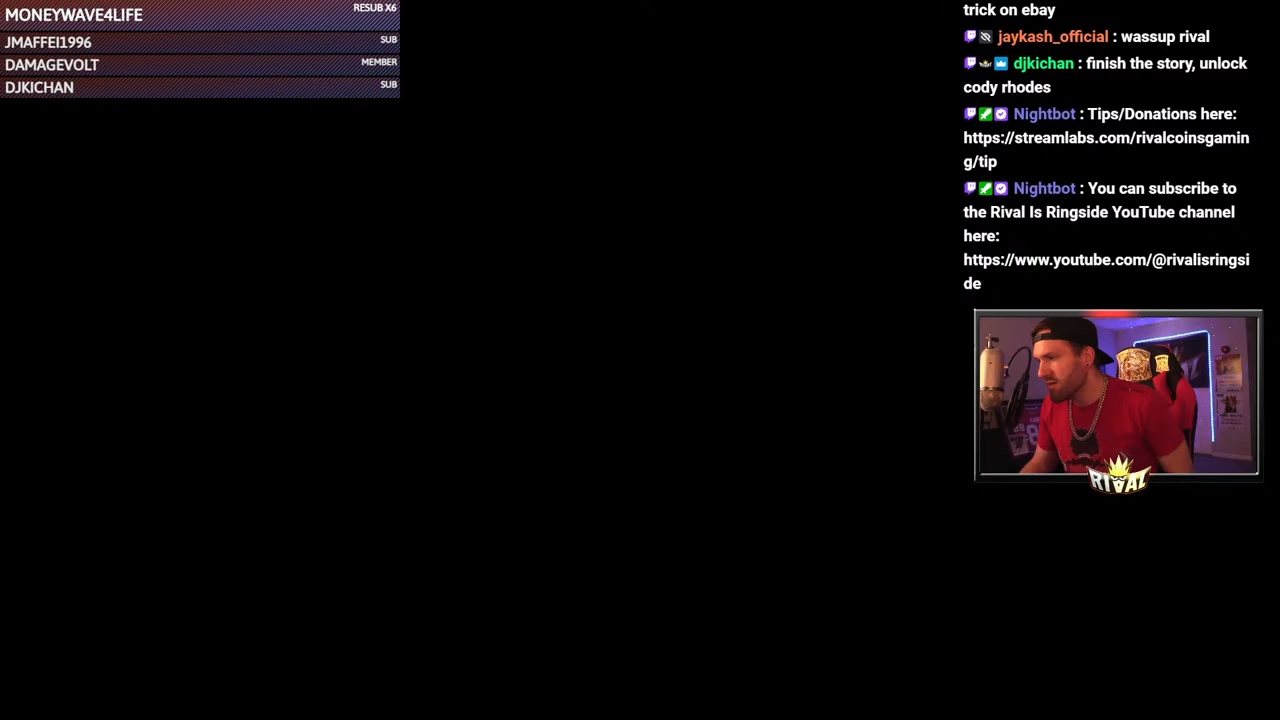 MONEYWAVE4LIFE
RESUB X6
JMAFFEI1996
SUB
DAMAGEVOLT
MEMBER
DJKICHAN
SUB
trick on ebay
jaykash_official : wassup rival
djkichan : finish the story, unlock
cody rhodes
Nightbot : Tips/Donations here:
https://streamlabs.com/rivalcoinsgamin
g/tip
Nightbot : You can subscribe to
the Rival Is Ringside YouTube channel
here:
https://www.youtube.com/@rivalisringsi
de
RIVAL